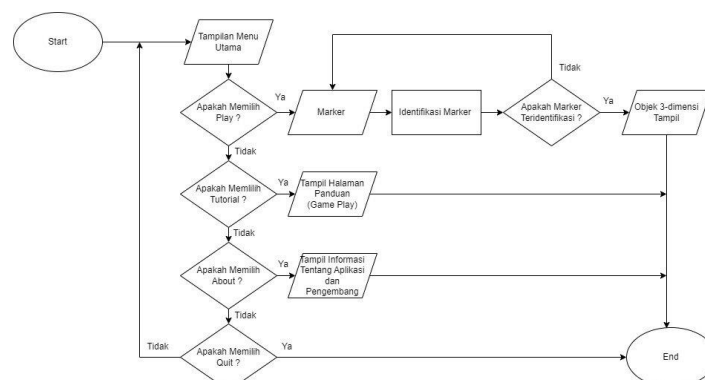 Start
Tampilan Menu
Utama
Apakah Memilih
Play ?
Ya
Marker
Identifikasi Marker
Apakah Marker
Teridentifikasi ?
Tidak
Ya
Objek 3-dimensi
Tampil
Tidak
Apakah Memilih
Tutorial ?
Ya
Tampil Halaman
Panduan
(Game Play)
Tidak
Apakah Memilih
About ?
Ya
Tampil Informasi
Tentang Aplikasi
dan
Pengembang
Tidak
Apakah Memilih
Quit ?
Tidak
Ya
End